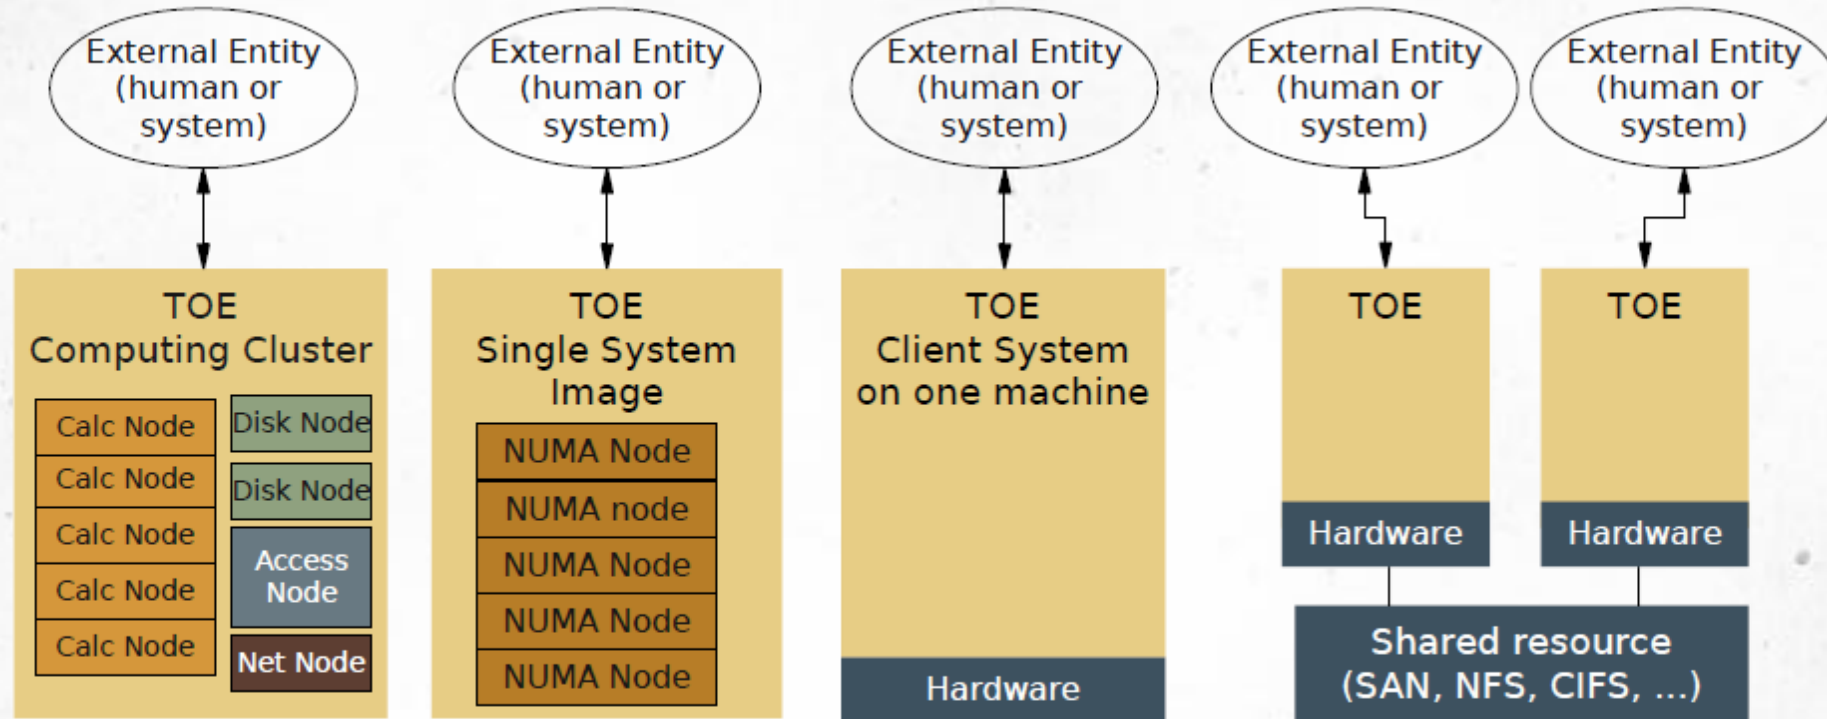 External Entity
(human or
system)
External Entity
(human or
system)
External Entity
(human or
system)
External Entity
(human or
system)
External Entity
(human or
system)
TOE
Computing Cluster
Calc Node
Calc Node
Calc Node
Calc Node
Calc Node
Disk Node
Disk Node
Access
Node
Net Node
TOE
Single System
Image
NUMA Node
NUMA node
NUMA Node
NUMA Node
NUMA Node
TOE
Client System
on one machine
Hardware
TOE
Hardware
TOE
Hardware
Shared resource
(SAN, NFS, CIFS, ...)